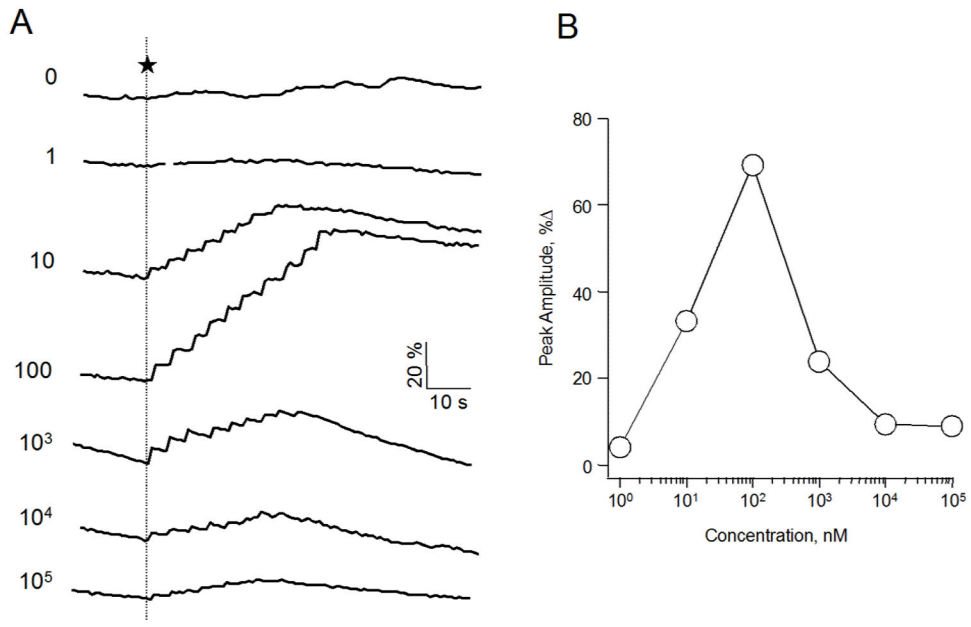 A
★
0
1
10
100
10³
10⁴
10⁵
20 %
10 s
B
Peak Amplitude, %Δ
80
60
40
20
0
10⁰ 10¹ 10² 10³ 10⁴ 10⁵
Concentration, nM